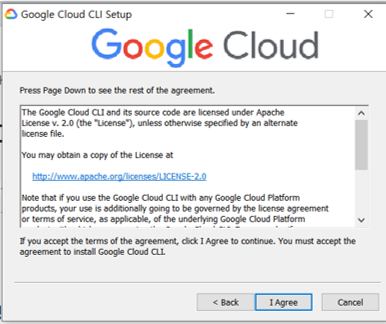 Google Cloud CLI Setup
Google Cloud
Press Page Down to see the rest of the agreement.
The Google Cloud CLI and its source code are licensed under Apache
License v. 2.0 (the "License"), unless otherwise specified by an alternate
license file.
You may obtain a copy of the License at
http://www.apache.org/licenses/LICENSE-2.0
Note that if you use the Google Cloud CLI with any Google Cloud Platform
products, your use is additionally going to be governed by the license agreement
or terms of service, as applicable, of the underlying Google Cloud Platform
If you accept the terms of the agreement, click I Agree to continue. You must accept the
agreement to install Google Cloud CLI.
< Back
I Agree
Cancel